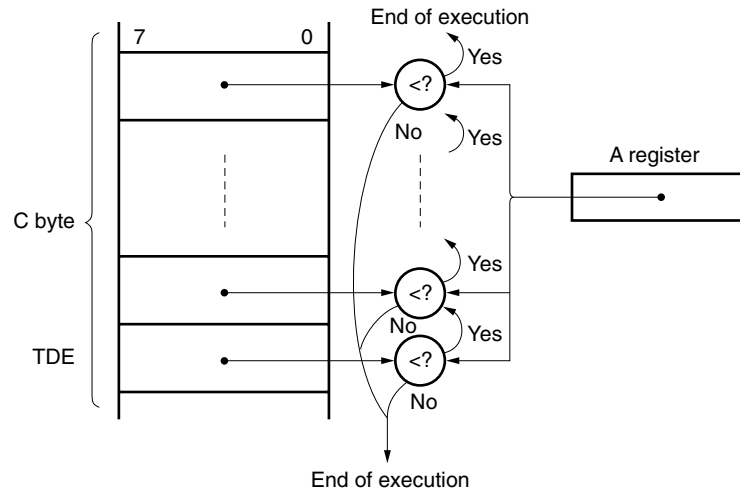 End of execution
7 0
Yes
<?
No
Yes
A register
C byte
Yes
<?
No
Yes
TDE
<?
No
End of execution